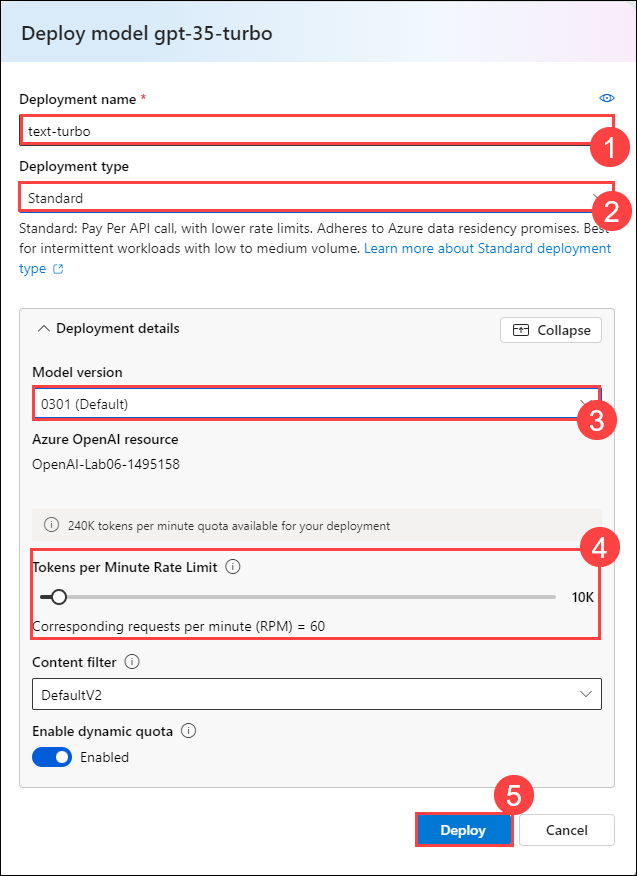 Deploy model gpt-35-turbo
Deployment name *
text-turbo
1
Deployment type
Standard
2
Standard: Pay Per API call, with lower rate limits. Adheres to Azure data residency promises. Best
for intermittent workloads with low to medium volume. Learn more about Standard deployment
type
Deployment details
Collapse
Model version
0301 (Default)
3
Azure OpenAI resource
OpenAI-Lab06-1495158
240K tokens per minute quota available for your deployment
4
Tokens per Minute Rate Limit
10K
Corresponding requests per minute (RPM) = 60
Content filter
DefaultV2
Enable dynamic quota
Enabled
5
Deploy
Cancel